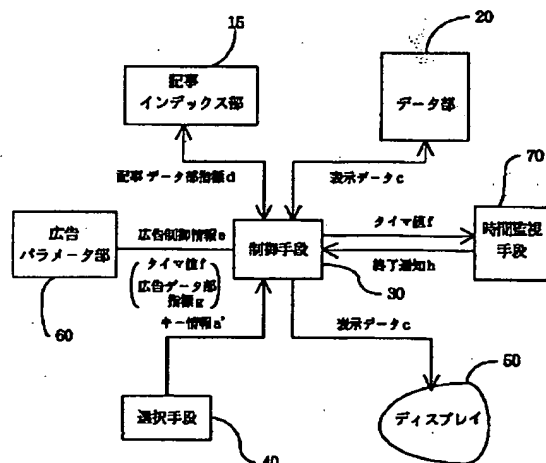 15
記事
インデックス部
20
データ部
記事データ部指標d
表示データc
70
広告
パラメータ部
広告制御情報e
制御手段
タイマ値f
時間監視
手段
タイマ値f
広告データ部
指標g
終了通知h
60
30
キー情報a'
表示データc
50
選択手段
ディスプレイ
40